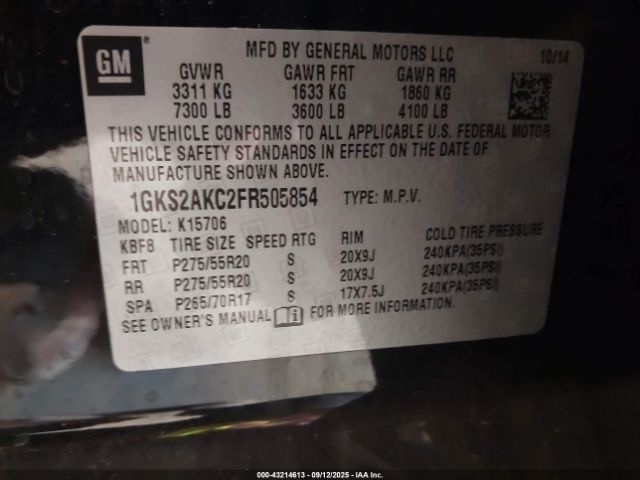 GM ®
MFD BY GENERAL MOTORS LLC 10/14
GVWR GAWR FRT GAWR RR
3311 KG 1633 KG 1860 KG
7300 LB 3600 LB 4100 LB
THIS VEHICLE CONFORMS TO ALL APPLICABLE U.S. FEDERAL MOTOR
VEHICLE SAFETY STANDARDS IN EFFECT ON THE DATE OF
MANUFACTURE SHOWN ABOVE.
1GKS2AKC2FR505854 TYPE: M.P.V.
MODEL: K15706
KBF8 TIRE SIZE SPEED RTG RIM COLD TIRE PRESSURE
FRT P275/55R20 S 20X9J 240KPA(35PSI)
RR P275/55R20 S 20X9J 240KPA(35PSI)
SPA P265/70R17 S 17X7.5J 240KPA(35PSI)
SEE OWNER'S MANUAL FOR MORE INFORMATION.
000-43214613 - 09/12/2025 - IAA Inc.